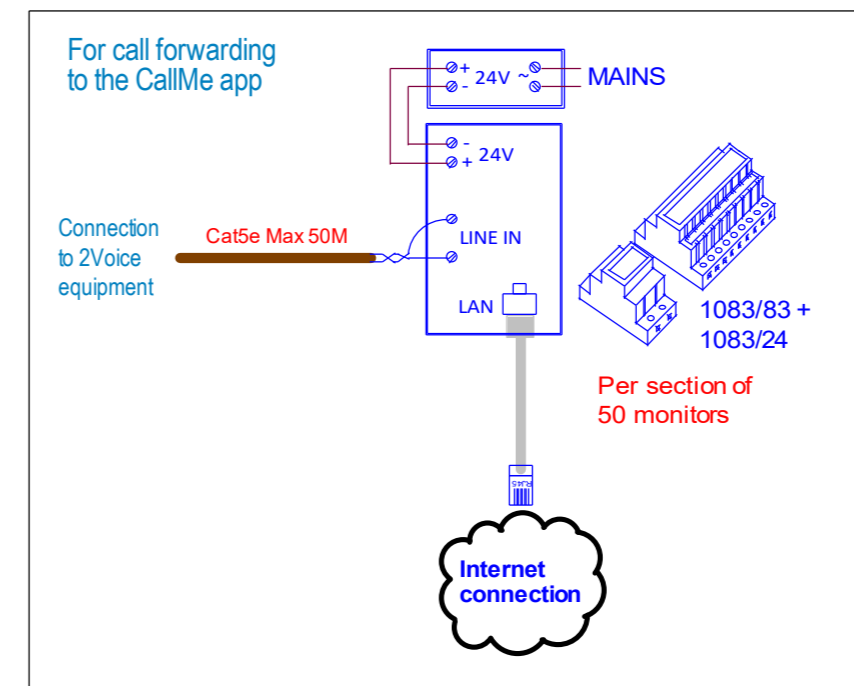 For call forwarding
to the CallMe app
+ 24V ~ MAINS
-
- 24V
+
Connection
to 2Voice
equipment
Cat5e Max 50M
LINE IN
LAN
1083/83 +
1083/24
Per section of
50 monitors
RJ45
Internet
connection